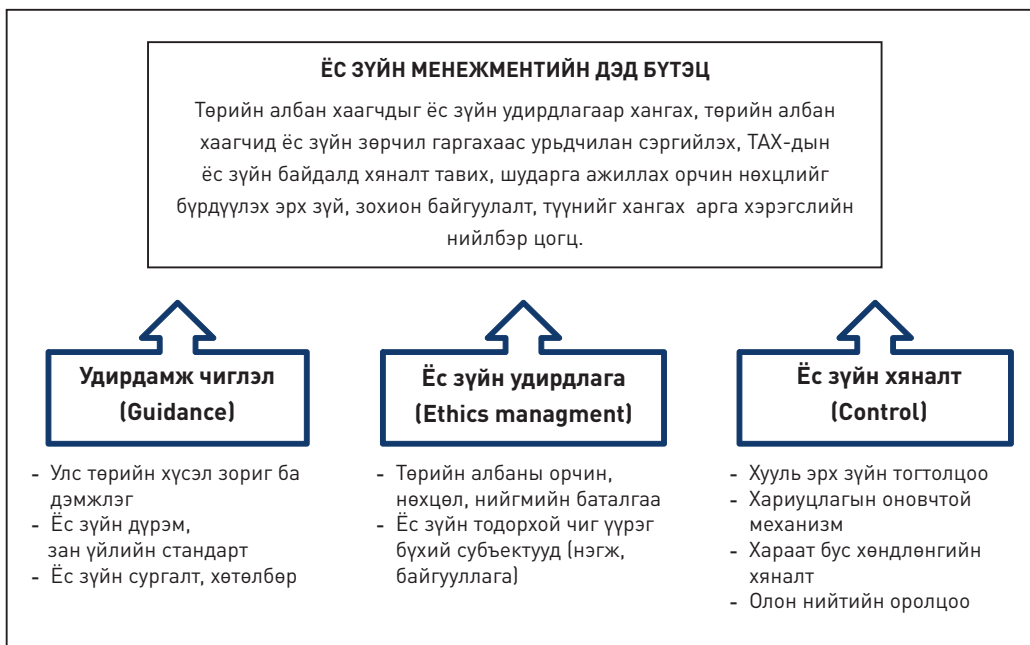 ЁС ЗҮЙН МЕНЕЖМЕНТИЙН ДЭД БҮТЭЦ
Төрийн албан хаагчдыг ёс зүйн удирдлагаар хангах, төрийн албан
хаагчид ёс зүйн зөрчил гаргахаас урьдчилан сэргийлэх, ТАХ-дын
ёс зүйн байдалд хяналт тавих, шударга ажиллах орчин нөхцлийг
бүрдүүлэх эрх зүй, зохион байгуулалт, түүнийг хангах арга хэрэгслийн
нийлбэр цогц.
Удирдамж чиглэл
(Guidance)
- Улс төрийн хүсэл зориг ба
дэмжлэг
- Ёс зүйн дүрэм,
зан үйлийн стандарт
- Ёс зүйн сургалт, хөтөлбөр
Ёс зүйн удирдлага
(Ethics managment)
- Төрийн албаны орчин,
нөхцөл, нийгмийн баталгаа
- Ёс зүйн тодорхой чиг үүрэг
бүхий субъектууд (нэгж,
байгууллага)
Ёс зүйн хяналт
(Control)
- Хууль эрх зүйн тогтолцоо
- Хариуцлагын оновчтой
механизм
- Хараат бус хөндлөнгийн
хяналт
- Олон нийтийн оролцоо